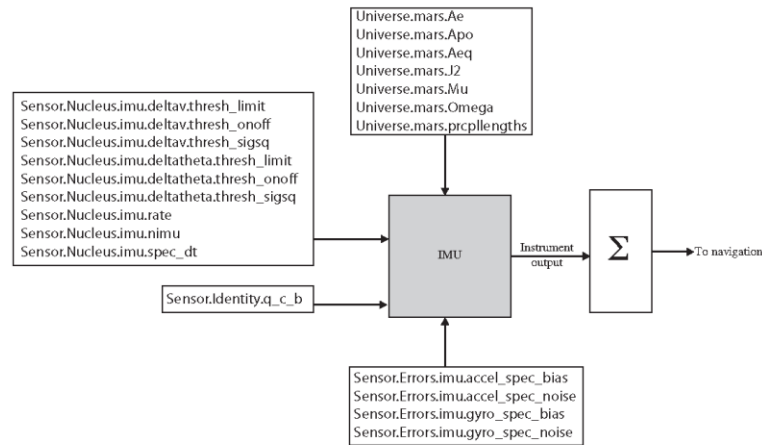 Universe.mars.Ae
Universe.mars.Apo
Universe.mars.Aeq
Universe.mars.J2
Universe.mars.Mu
Universe.mars.Omega
Universe.mars.prcpllengths
Sensor.Nucleus.imu.deltav.thresh_limit
Sensor.Nucleus.imu.deltav.thresh_onoff
Sensor.Nucleus.imu.deltav.thresh_sigsq
Sensor.Nucleus.imu.deltatheta.thresh_limit
Sensor.Nucleus.imu.deltatheta.thresh_onoff
Sensor.Nucleus.imu.deltatheta.thresh_sigsq
Sensor.Nucleus.imu.rate
Sensor.Nucleus.imu.nimu
Sensor.Nucleus.imu.spec_dt
Sensor.Identity.q_c_b
IMU
Instrument
output
Σ
To navigation
Sensor.Errors.imu.accel_spec_bias
Sensor.Errors.imu.accel_spec_noise
Sensor.Errors.imu.gyro_spec_bias
Sensor.Errors.imu.gyro_spec_noise